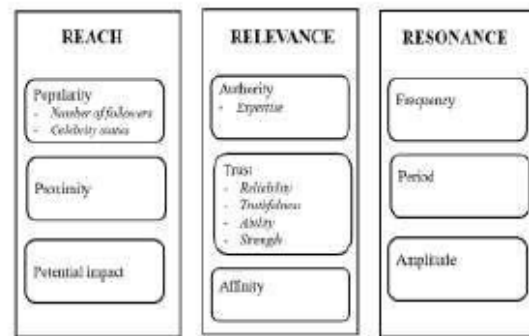 REACH
Popularity
- Number of followers
- Celebrity status
Proximity
Potential impact
RELEVANCE
Authority
- Expertise
Trust
- Reliability
- Truthfulness
- Ability
- Strength
Affinity
RESONANCE
Frequency
Period
Amplitude